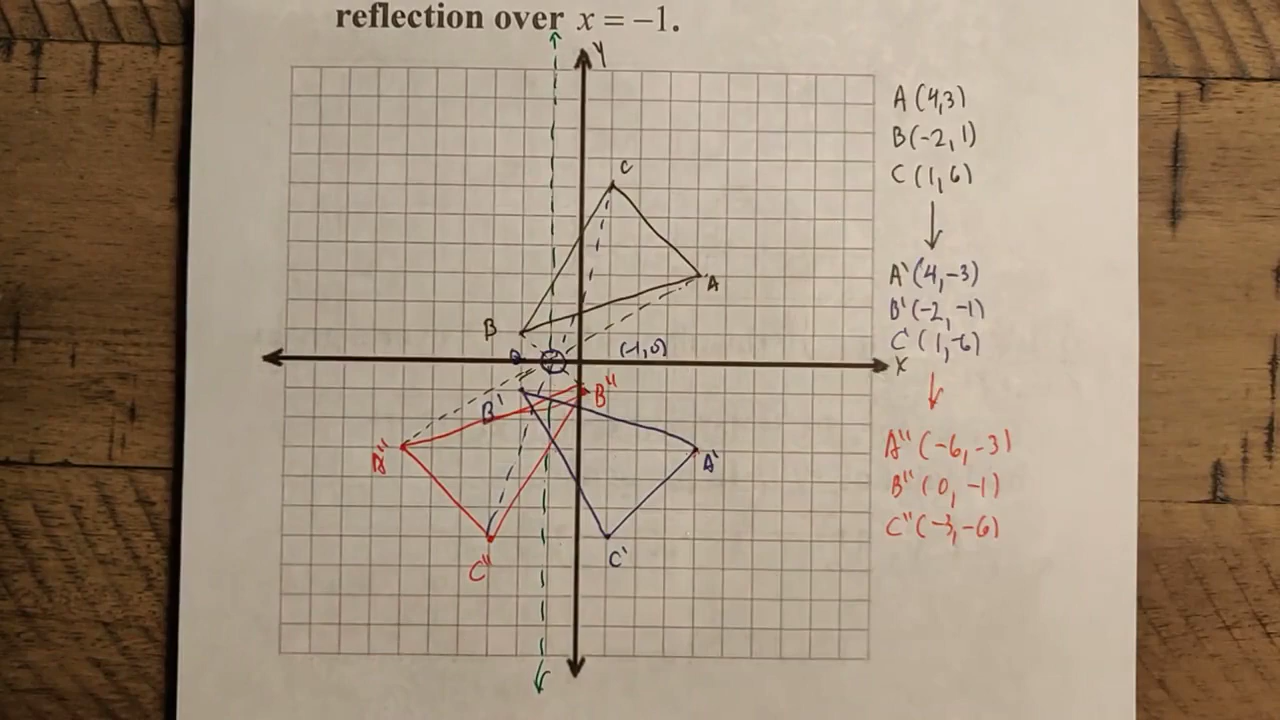 reflection over x = −1.
Y
A (4,3)
B(-2, 1)
C (1,6)
C
A
B
A' (4,-3)
B' (-2, -1)
C' (1,-6)
(-1,0)
X
B'
B"
A"
A'
A" (-6, -3)
B" (0, -1)
C" (-3,-6)
C"
C'